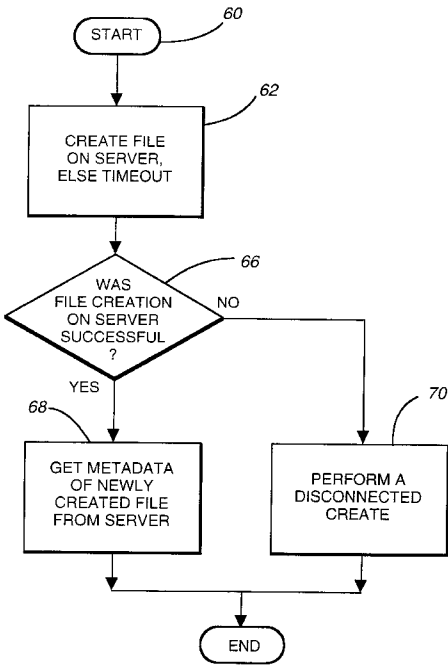 START
60
62
CREATE FILE
ON SERVER,
ELSE TIMEOUT
66
WAS
FILE CREATION
ON SERVER
SUCCESSFUL
?
NO
YES
68
GET METADATA
OF NEWLY
CREATED FILE
FROM SERVER
70
PERFORM A
DISCONNECTED
CREATE
END